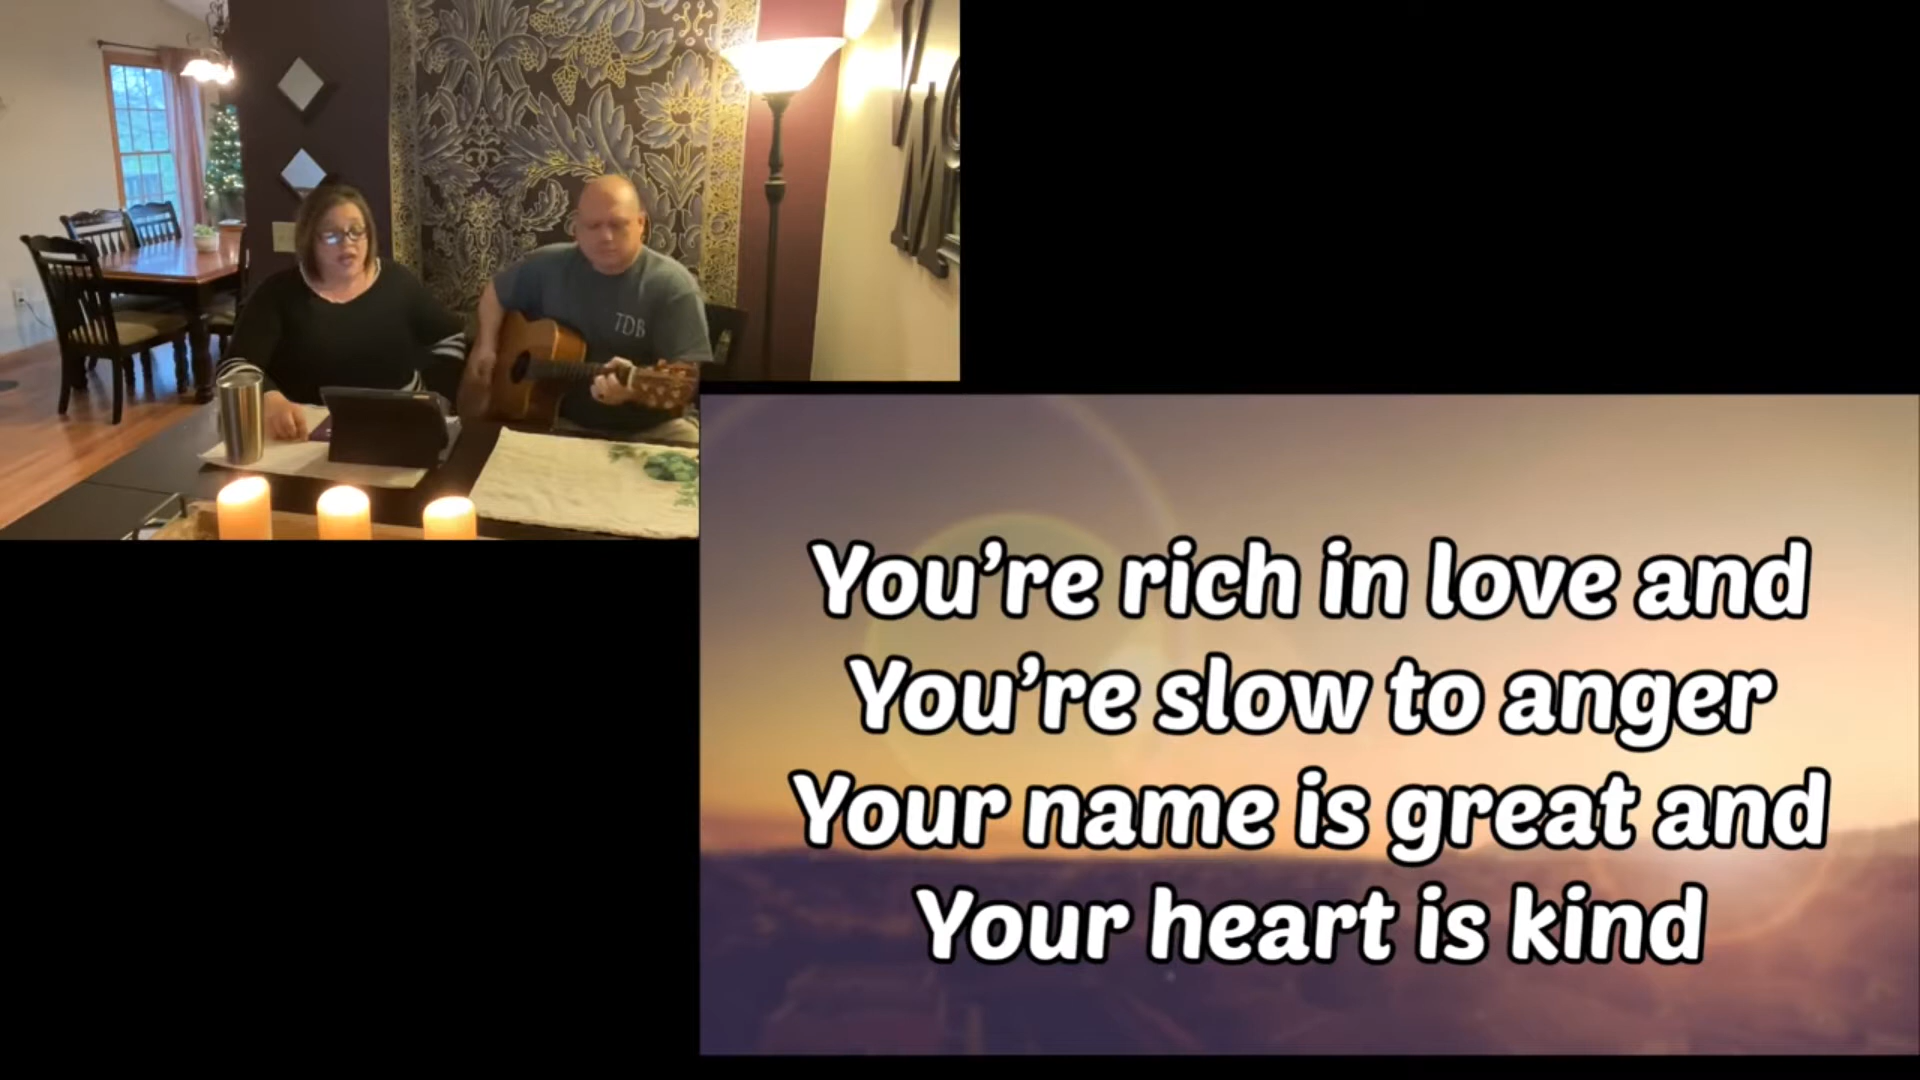 TDB
You're rich in love and
You're slow to anger
Your name is great and
Your heart is kind